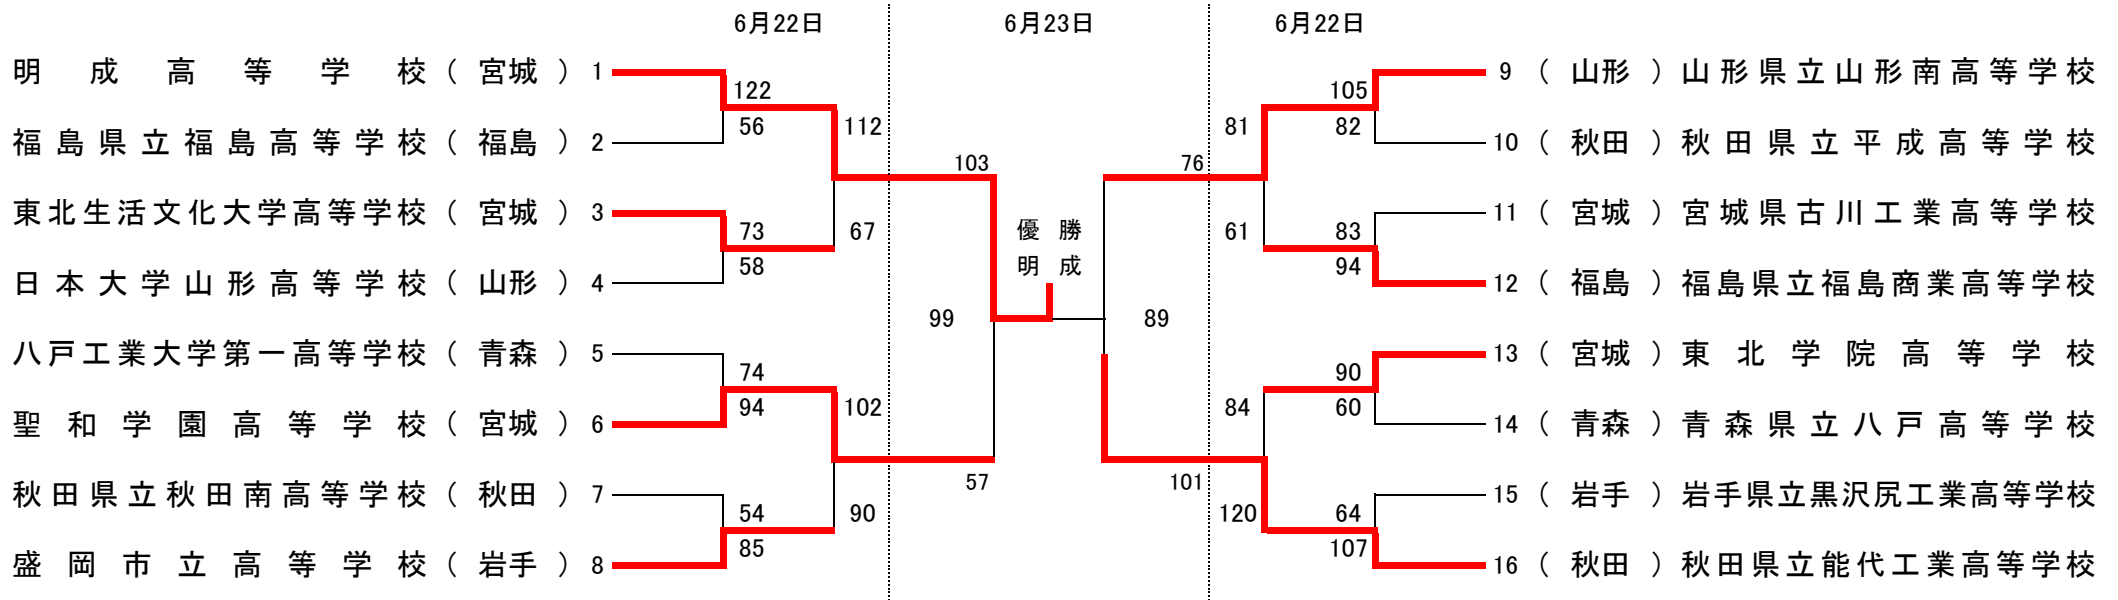 6月22日 6月23日 6月22日
明成高等学校 （ 宮城 ） 1 9 （ 山形 ） 山形県立山形南高等学校
122 105
56 112 81 82
福島県立福島高等学校 （ 福島 ） 2 10 （ 秋田 ） 秋田県立平成高等学校
103 76
東北生活文化大学高等学校 （ 宮城 ） 3 11 （ 宮城 ） 宮城県古川工業高等学校
73 67 優勝 61 83
58 明成 94
日本大学山形高等学校 （ 山形 ） 4 12 （ 福島 ） 福島県立福島商業高等学校
99 89
八戸工業大学第一高等学校 （ 青森 ） 5 13 （ 宮城 ） 東北学院高等学校
74 90
94 102 84 60
聖和学園高等学校 （ 宮城 ） 6 14 （ 青森 ） 青森県立八戸高等学校
57 101
秋田県立秋田南高等学校 （ 秋田 ） 7 15 （ 岩手 ） 岩手県立黒沢尻工業高等学校
54 90 120 64
85 107
盛岡市立高等学校 （ 岩手 ） 8 16 （ 秋田 ） 秋田県立能代工業高等学校